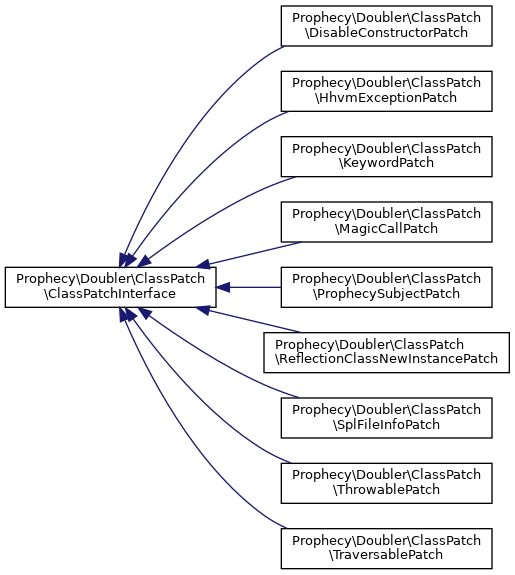 Prophecy\Doubler\ClassPatch
\DisableConstructorPatch
Prophecy\Doubler\ClassPatch
\HhvmExceptionPatch
Prophecy\Doubler\ClassPatch
\KeywordPatch
Prophecy\Doubler\ClassPatch
\MagicCallPatch
Prophecy\Doubler\ClassPatch
\ClassPatchInterface
Prophecy\Doubler\ClassPatch
\ProphecySubjectPatch
Prophecy\Doubler\ClassPatch
\ReflectionClassNewInstancePatch
Prophecy\Doubler\ClassPatch
\SplFileInfoPatch
Prophecy\Doubler\ClassPatch
\ThrowablePatch
Prophecy\Doubler\ClassPatch
\TraversablePatch